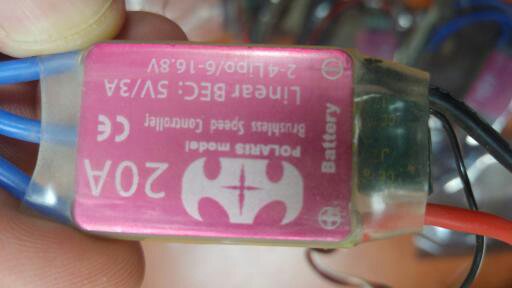 POLARIS model
20A
Brushless Speed Controller
CE
Linear BEC: 5V/3A
2-4Lipo/6-16.8V
Battery